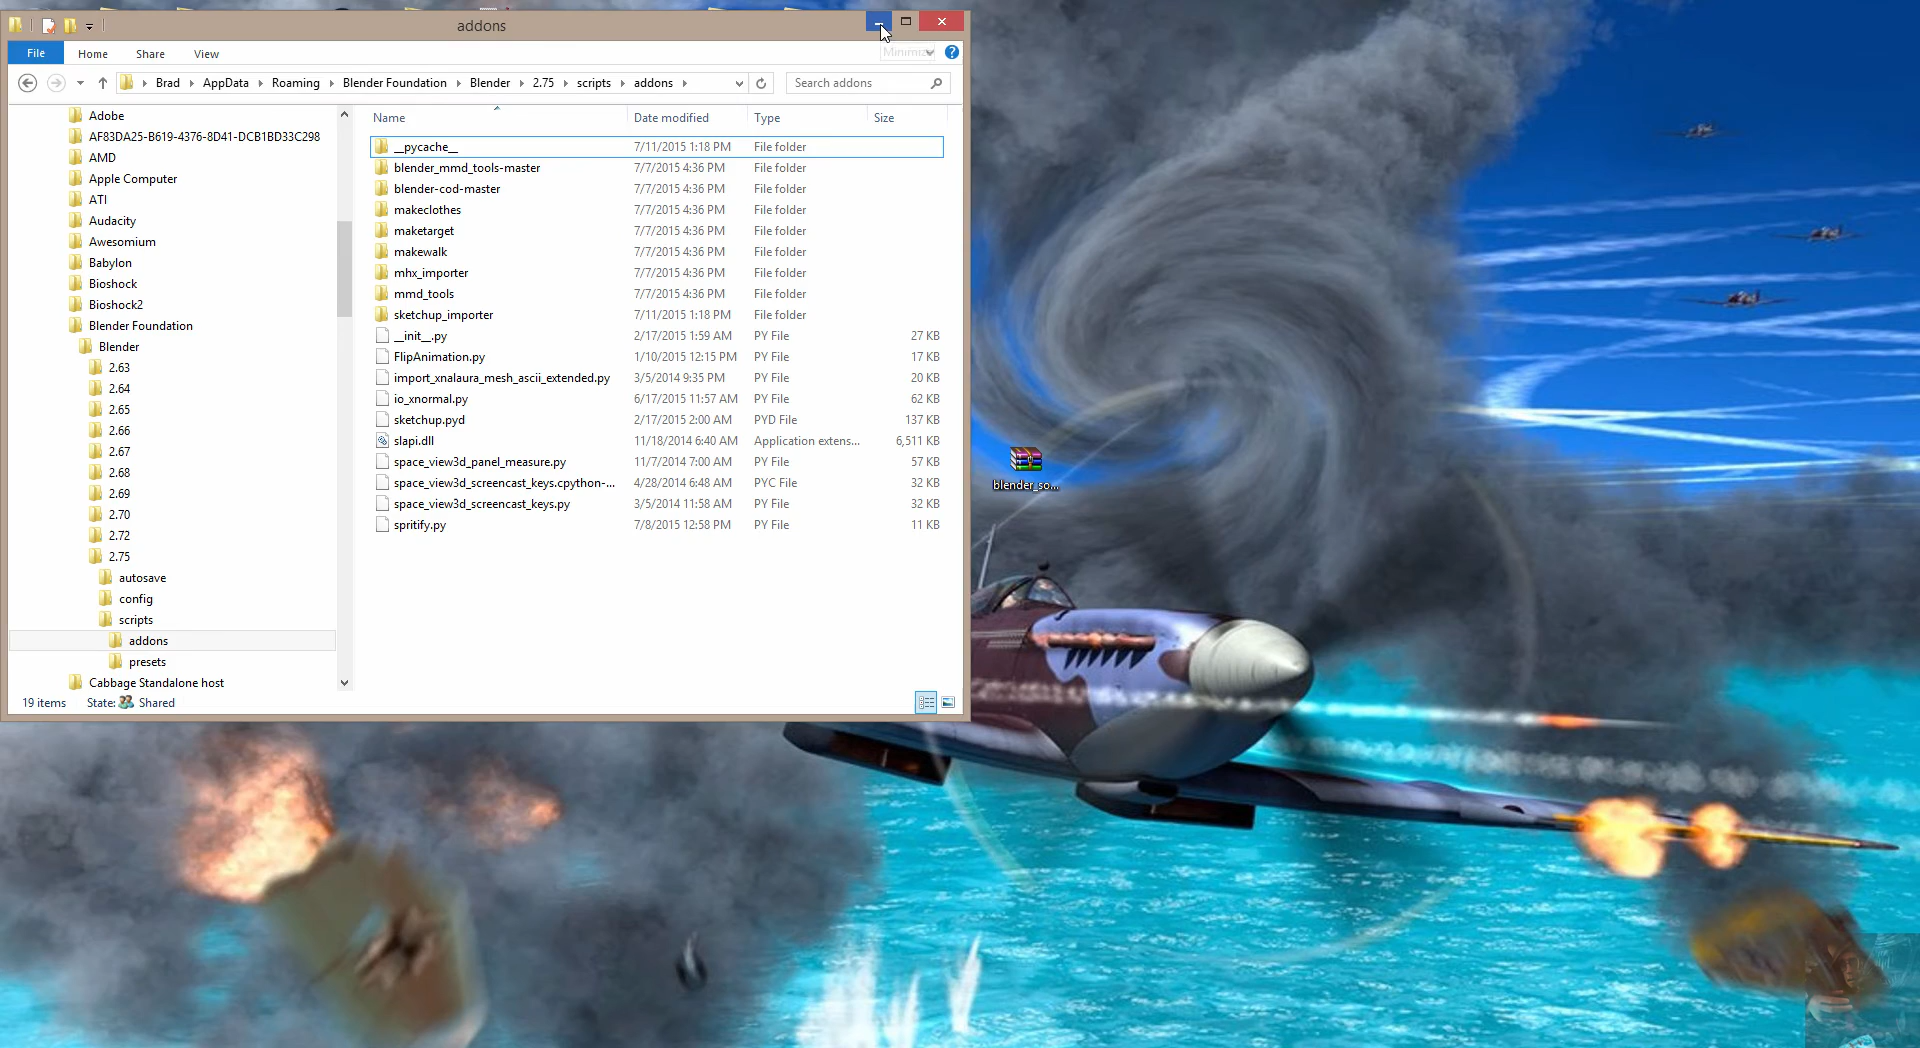 addons
File Home Share View
Minimize
Brad AppData Roaming Blender Foundation Blender 2.75 scripts addons
Search addons
Adobe
AF83DA25-B619-4376-8D41-DCB1BD33C298
AMD
Apple Computer
ATI
Audacity
Awesomium
Babylon
Bioshock
Bioshock2
Blender Foundation
Blender
2.63
2.64
2.65
2.66
2.67
2.68
2.69
2.70
2.72
2.75
autosave
config
scripts
addons
presets
Cabbage Standalone host
Name Date modified Type Size
__pycache__ 7/11/2015 1:18 PM File folder
blender_mmd_tools-master 7/7/2015 4:36 PM File folder
blender-cod-master 7/7/2015 4:36 PM File folder
makeclothes 7/7/2015 4:36 PM File folder
maketarget 7/7/2015 4:36 PM File folder
makewalk 7/7/2015 4:36 PM File folder
mhx_importer 7/7/2015 4:36 PM File folder
mmd_tools 7/7/2015 4:36 PM File folder
sketchup_importer 7/11/2015 1:18 PM File folder
__init__.py 2/17/2015 1:59 AM PY File 27 KB
FlipAnimation.py 1/10/2015 12:15 PM PY File 17 KB
import_xnalaura_mesh_ascii_extended.py 3/5/2014 9:35 PM PY File 20 KB
io_xnormal.py 6/17/2015 11:57 AM PY File 62 KB
sketchup.pyd 2/17/2015 2:00 AM PYD File 137 KB
slapi.dll 11/18/2014 6:40 AM Application extens... 6,511 KB
space_view3d_panel_measure.py 11/7/2014 7:00 AM PY File 57 KB
space_view3d_screencast_keys.cpython-... 4/28/2014 6:48 AM PYC File 32 KB
space_view3d_screencast_keys.py 3/5/2014 11:58 AM PY File 32 KB
spritify.py 7/8/2015 12:58 PM PY File 11 KB
19 items State: Shared
blender_so...